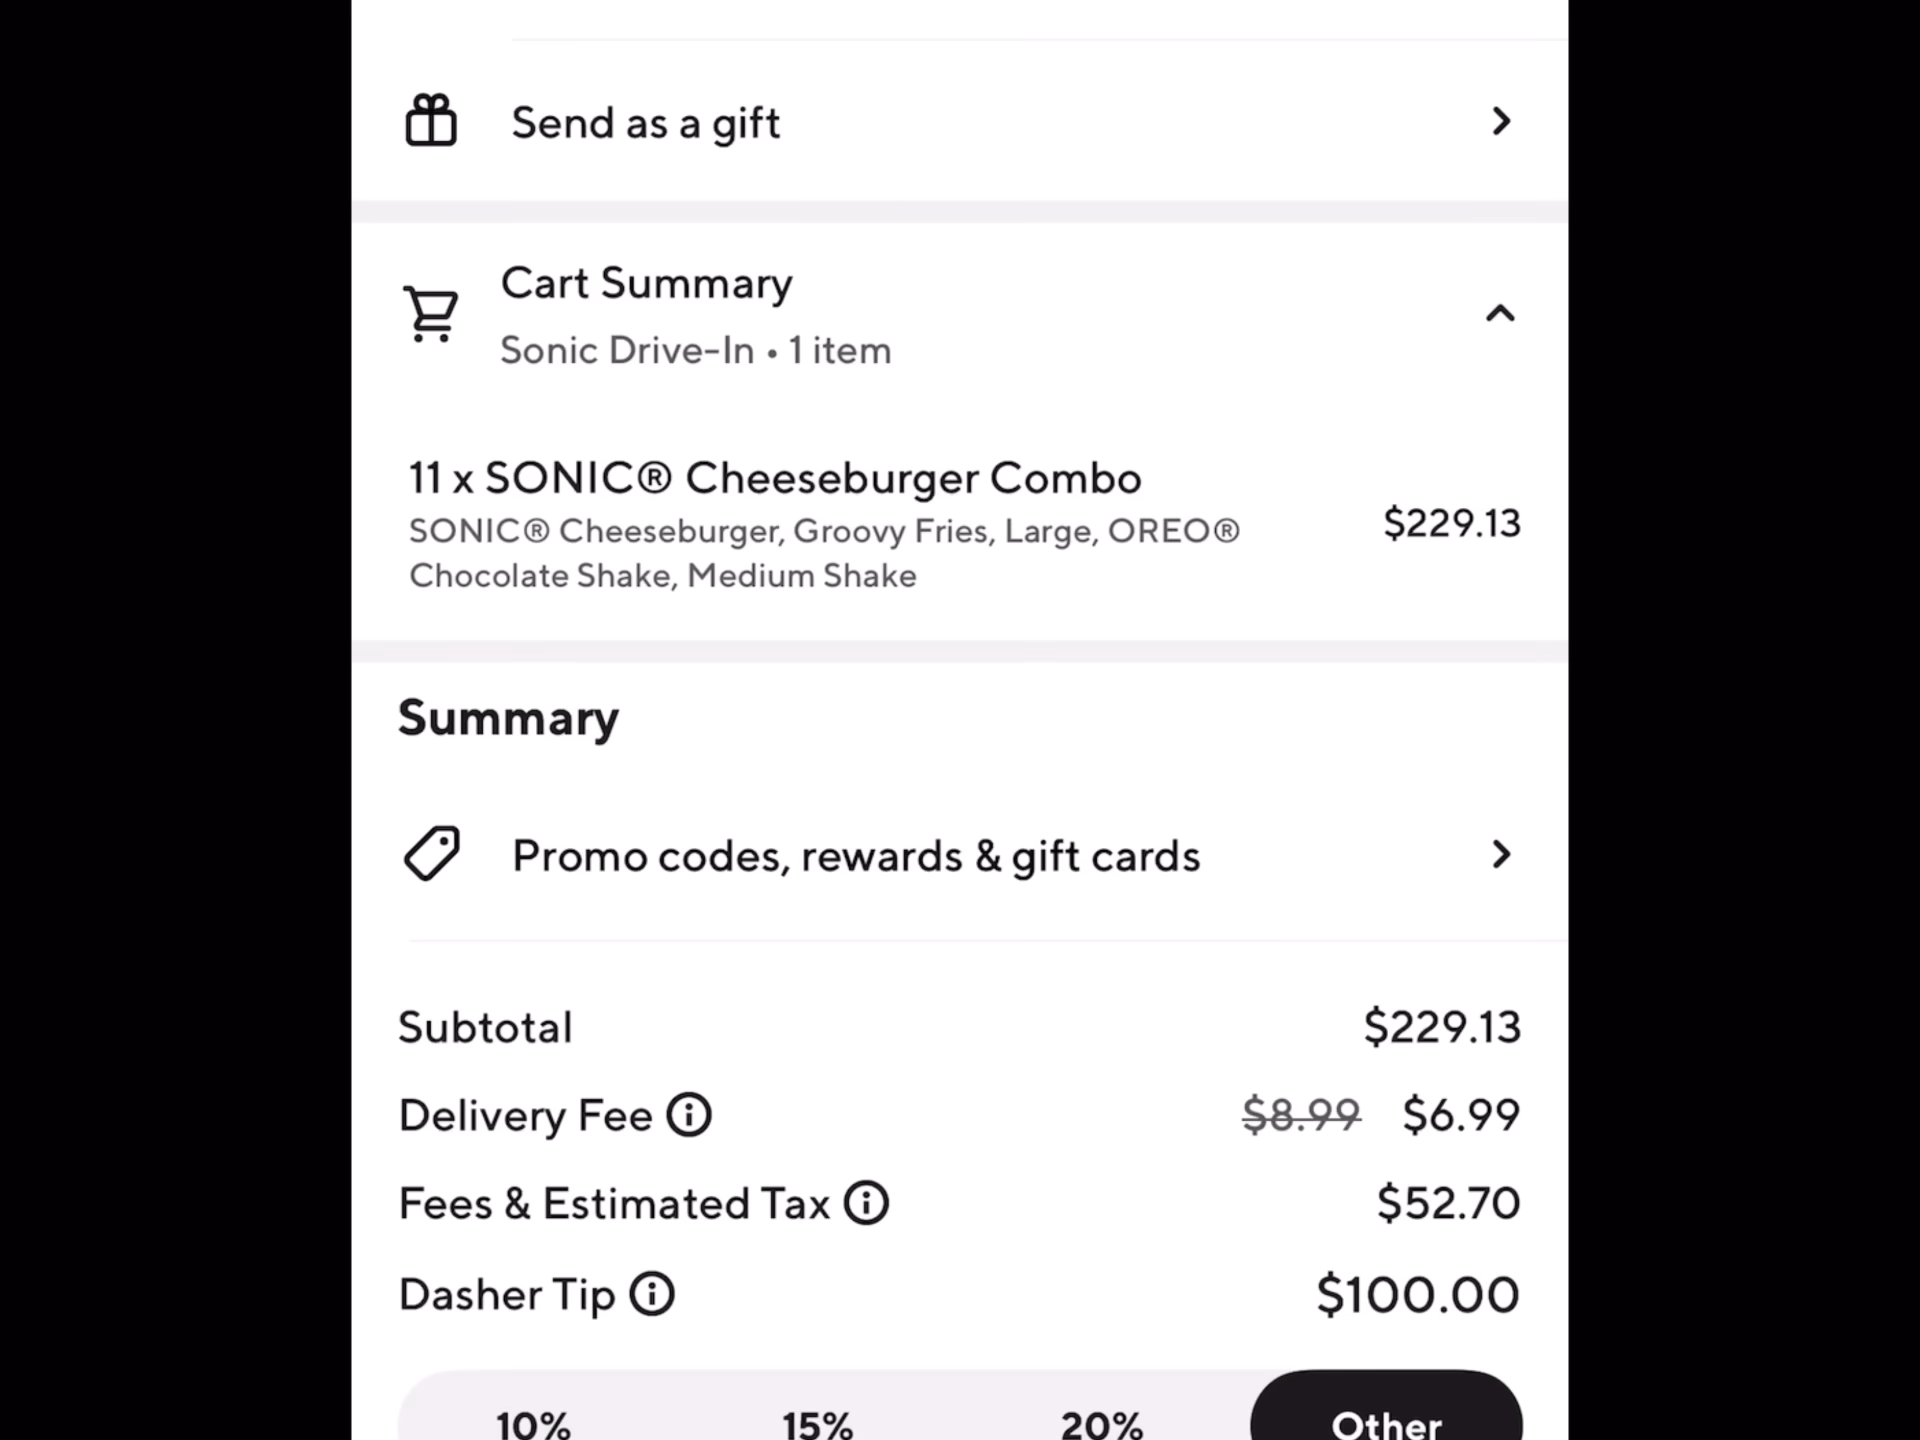 Send as a gift
Cart Summary
Sonic Drive-In • 1 item
11 x SONIC® Cheeseburger Combo
SONIC® Cheeseburger, Groovy Fries, Large, OREO®
Chocolate Shake, Medium Shake
$229.13
Summary
Promo codes, rewards & gift cards
Subtotal $229.13
Delivery Fee $8.99 $6.99
Fees & Estimated Tax $52.70
Dasher Tip $100.00
10% 15% 20% Other